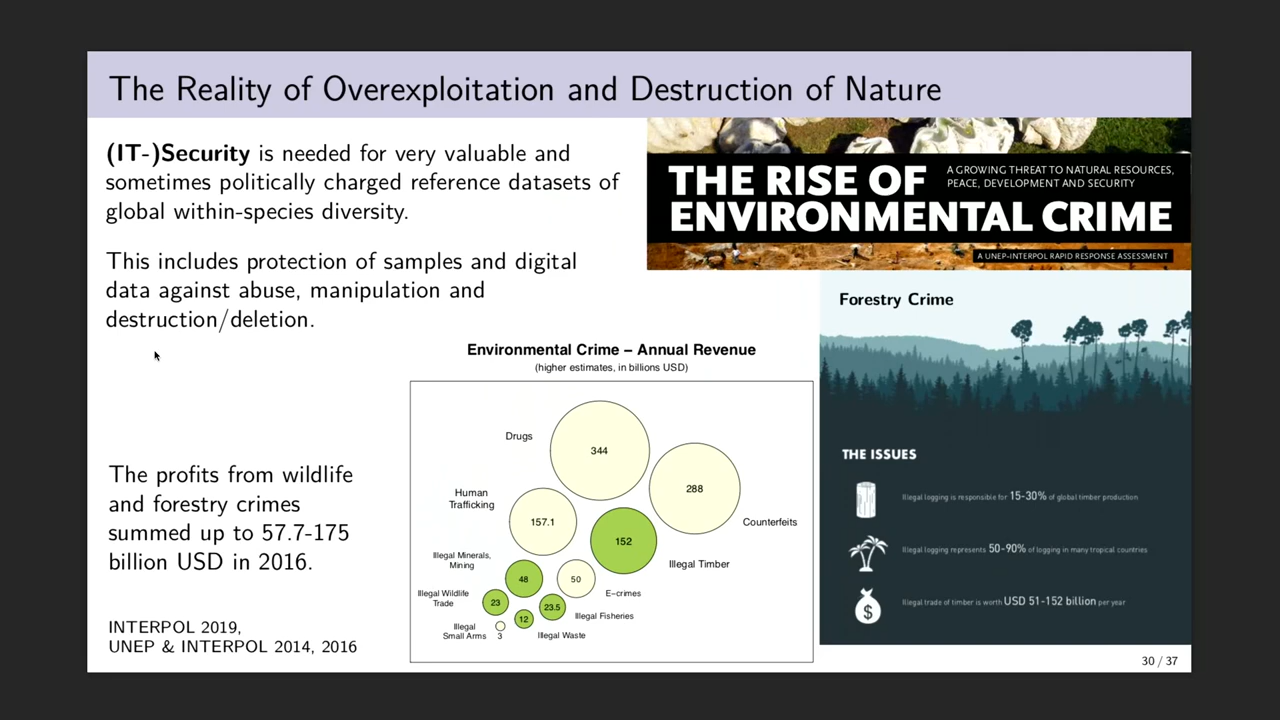 The Reality of Overexploitation and Destruction of Nature
(IT-)Security is needed for very valuable and
sometimes politically charged reference datasets of
global within-species diversity.
This includes protection of samples and digital
data against abuse, manipulation and
destruction/deletion.
The profits from wildlife
and forestry crimes
summed up to 57.7-175
billion USD in 2016.
INTERPOL 2019,
UNEP & INTERPOL 2014, 2016
THE RISE OF
ENVIRONMENTAL CRIME
A GROWING THREAT TO NATURAL RESOURCES,
PEACE, DEVELOPMENT AND SECURITY
A UNEP-INTERPOL RAPID RESPONSE ASSESSMENT
Environmental Crime – Annual Revenue
(higher estimates, in billions USD)
Drugs
344
288
Counterfeits
Human
Trafficking
157.1
152
Illegal Timber
Illegal Minerals,
Mining
48
50
E−crimes
Illegal Wildlife
Trade
23
23.5
Illegal Fisheries
12
Illegal Waste
Illegal
Small Arms
3
Forestry Crime
THE ISSUES
Illegal logging is responsible for 15-30% of global timber production
Illegal logging represents 50-90% of logging in many tropical countries
Illegal trade of timber is worth USD 51-152 billion per year
30 / 37